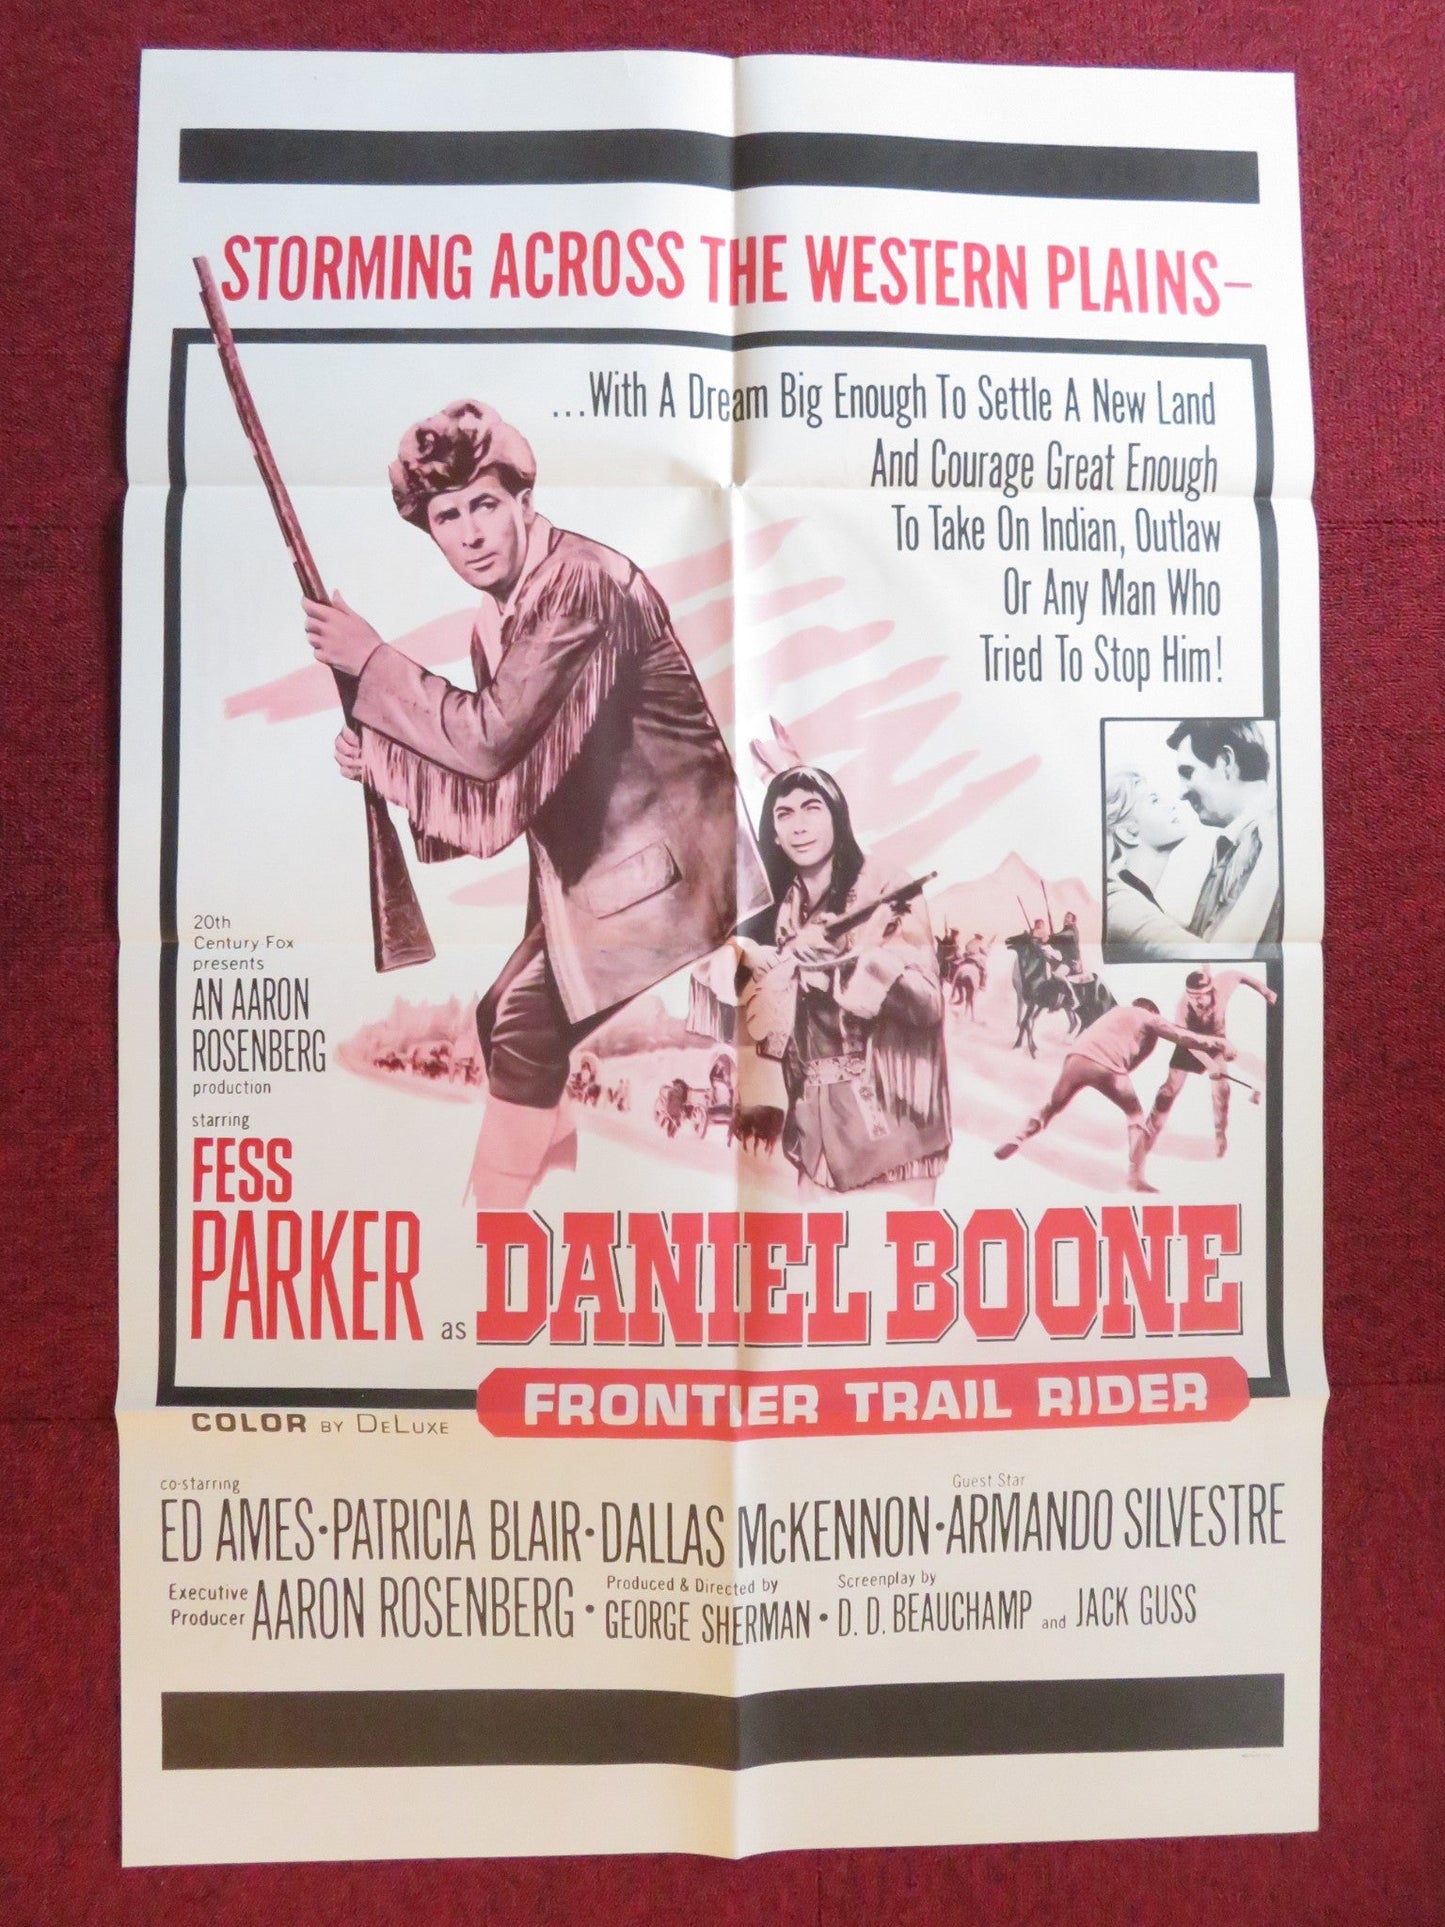 STORMING ACROSS THE WESTERN PLAINS–
...With A Dream Big Enough To Settle A New Land
And Courage Great Enough
To Take On Indian, Outlaw
Or Any Man Who
Tried To Stop Him!
20th
Century Fox
presents
AN AARON
ROSENBERG
production
starring
FESS
PARKER
as DANIEL BOONE
FRONTIER TRAIL RIDER
COLOR BY DELUXE
co-starring
Guest Star
ED AMES • PATRICIA BLAIR • DALLAS McKENNON • ARMANDO SILVESTRE
Executive Producer AARON ROSENBERG • Produced & Directed by GEORGE SHERMAN • Screenplay by D. D. BEAUCHAMP and JACK GUSS